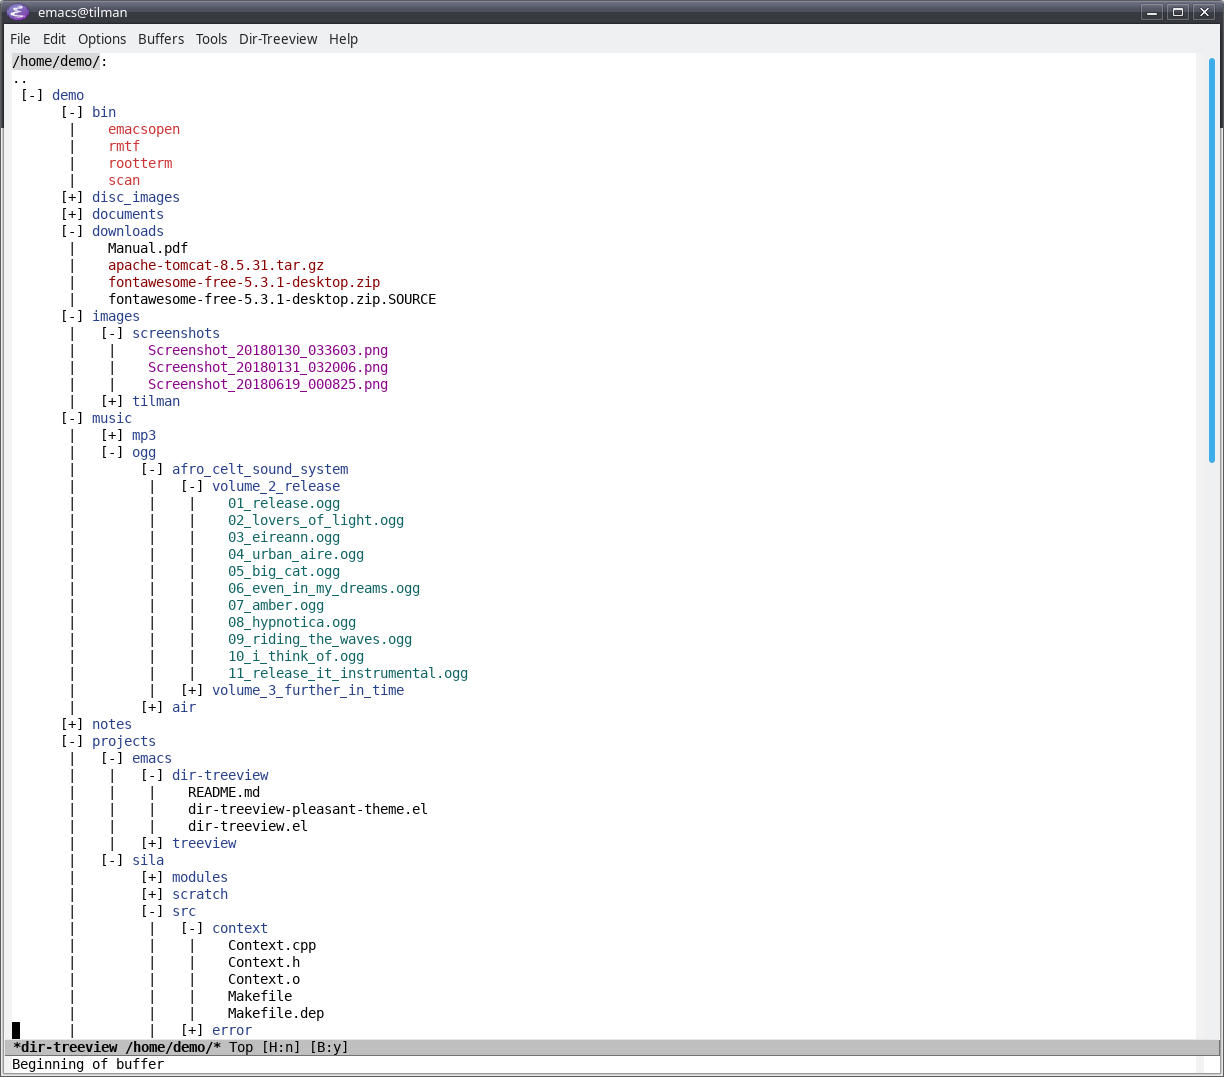 emacs@tilman
File Edit Options Buffers Tools Dir-Treeview Help
/home/demo/:
..
 [-] demo
      [-] bin
       |    emacsopen
       |    rmtf
       |    rootterm
       |    scan
      [+] disc_images
      [+] documents
      [-] downloads
       |    Manual.pdf
       |    apache-tomcat-8.5.31.tar.gz
       |    fontawesome-free-5.3.1-desktop.zip
       |    fontawesome-free-5.3.1-desktop.zip.SOURCE
      [-] images
       |   [-] screenshots
       |    |    Screenshot_20180130_033603.png
       |    |    Screenshot_20180131_032006.png
       |    |    Screenshot_20180619_000825.png
       |   [+] tilman
      [-] music
       |   [+] mp3
       |   [-] ogg
       |        [-] afro_celt_sound_system
       |         |   [-] volume_2_release
       |         |    |    01_release.ogg
       |         |    |    02_lovers_of_light.ogg
       |         |    |    03_eireann.ogg
       |         |    |    04_urban_aire.ogg
       |         |    |    05_big_cat.ogg
       |         |    |    06_even_in_my_dreams.ogg
       |         |    |    07_amber.ogg
       |         |    |    08_hypnotica.ogg
       |         |    |    09_riding_the_waves.ogg
       |         |    |    10_i_think_of.ogg
       |         |    |    11_release_it_instrumental.ogg
       |         |   [+] volume_3_further_in_time
       |        [+] air
      [+] notes
      [-] projects
       |   [-] emacs
       |    |   [-] dir-treeview
       |    |    |    README.md
       |    |    |    dir-treeview-pleasant-theme.el
       |    |    |    dir-treeview.el
       |    |   [+] treeview
       |   [-] sila
       |        [+] modules
       |        [+] scratch
       |        [-] src
       |         |   [-] context
       |         |    |    Context.cpp
       |         |    |    Context.h
       |         |    |    Context.o
       |         |    |    Makefile
       |         |    |    Makefile.dep
       |         |   [+] error
*dir-treeview /home/demo/* Top [H:n] [B:y]
Beginning of buffer